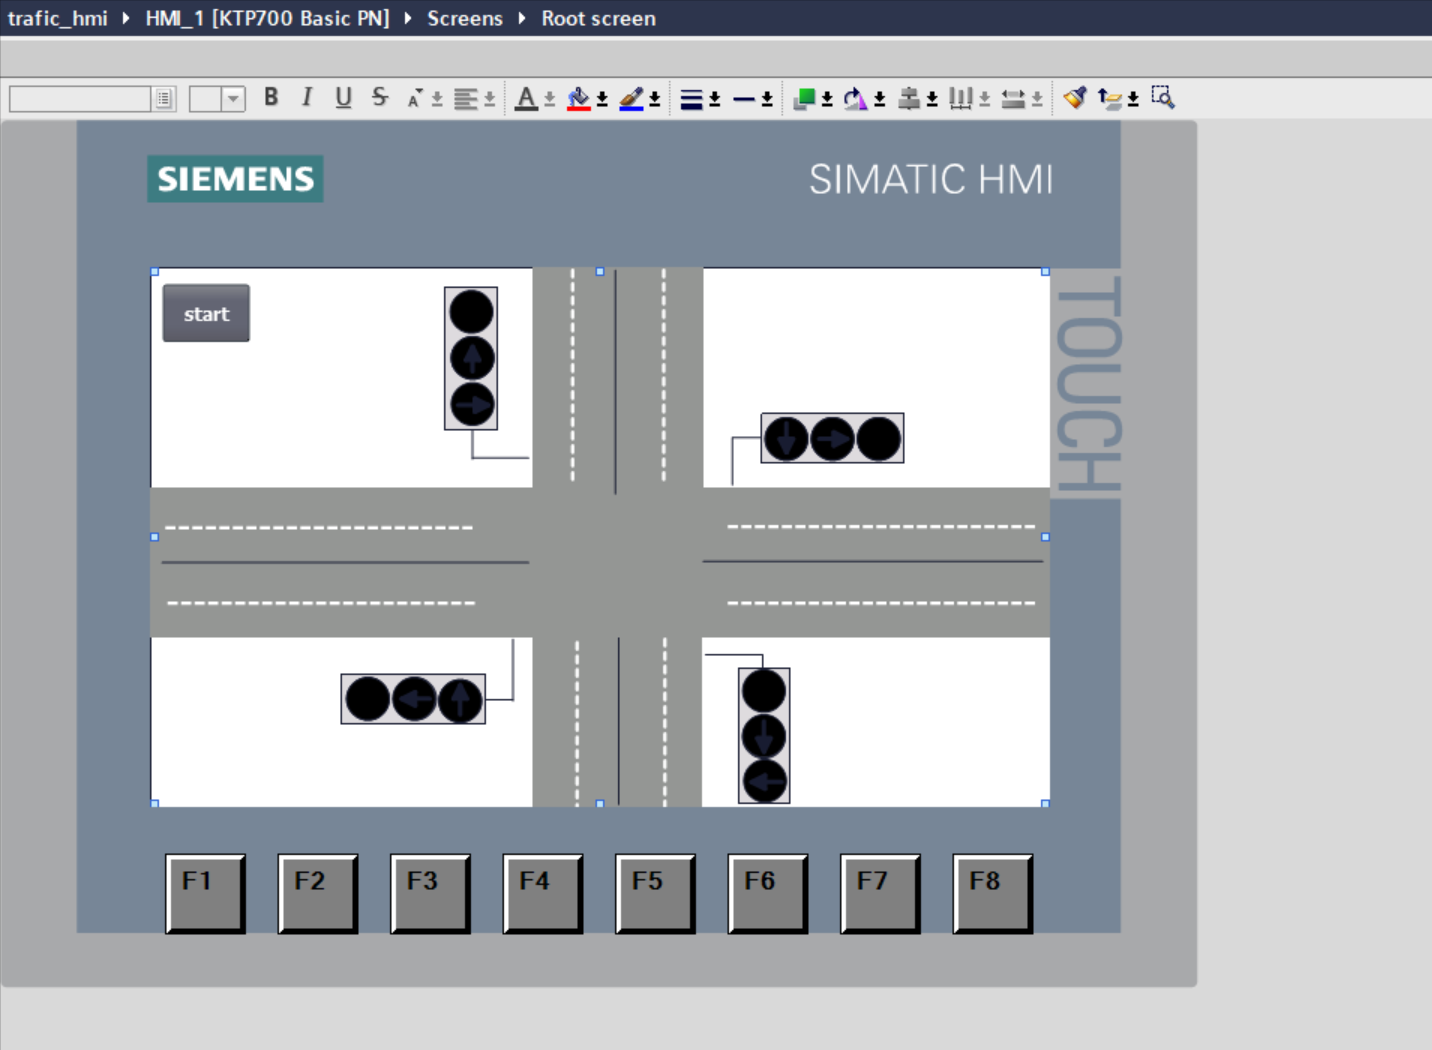 trafic_hmi HMI_1 [KTP700 Basic PN] Screens Root screen
B I U S A A
SIEMENS
SIMATIC HMI
TOUCH
start
F1 F2 F3 F4 F5 F6 F7 F8